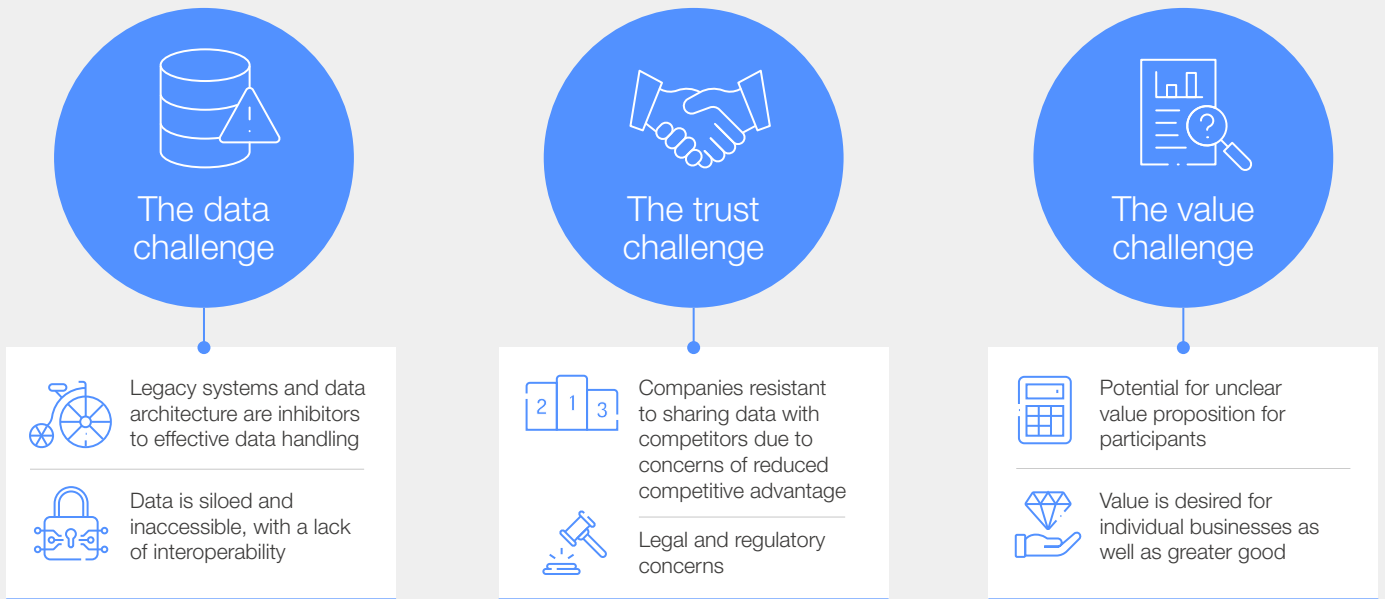 The data
challenge
Legacy systems and data
architecture are inhibitors
to effective data handling
Data is siloed and
inaccessible, with a lack
of interoperability
The trust
challenge
2 1 3
Companies resistant
to sharing data with
competitors due to
concerns of reduced
competitive advantage
Legal and regulatory
concerns
?
The value
challenge
Potential for unclear
value proposition for
participants
Value is desired for
individual businesses as
well as greater good